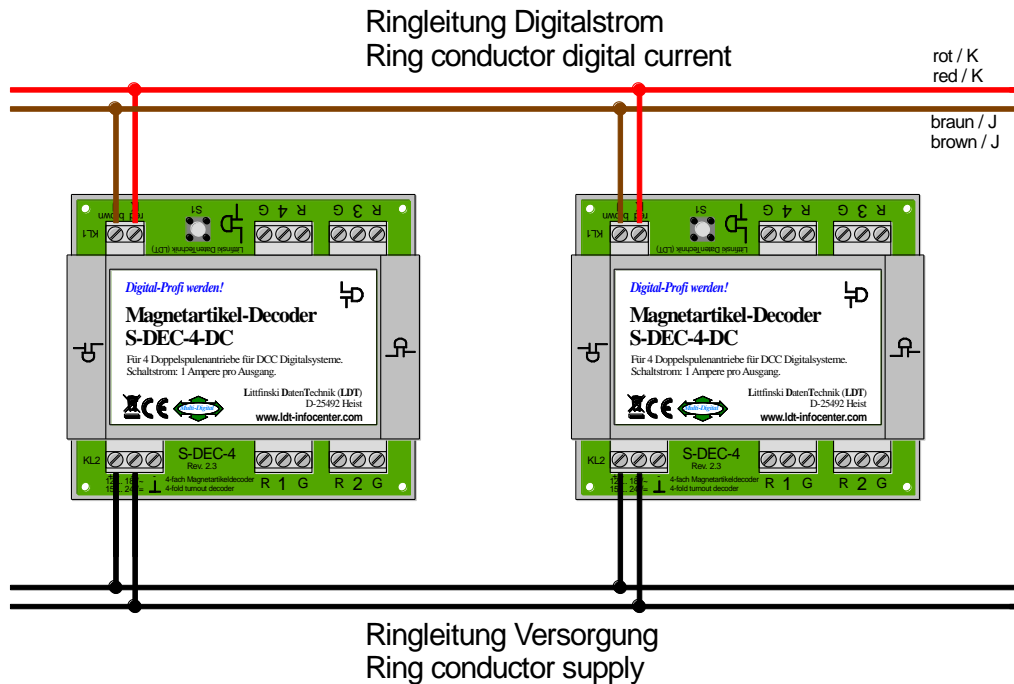 Ringleitung Digitalstrom
Ring conductor digital current
rot / K
red / K
braun / J
brown / J
red brown
KL1
S1
G 4 R
G 3 R
Littfinski DatenTechnik (LDT)
Digital-Profi werden!
Magnetartikel-Decoder
S-DEC-4-DC
Für 4 Doppelspulenantriebe für DCC Digitalsysteme.
Schaltstrom: 1 Ampere pro Ausgang.
Littfinski DatenTechnik (LDT)
D-25492 Heist
www.ldt-infocenter.com
Multi-Digital
KL2
S-DEC-4
Rev. 2.3
4-fach Magnetartikeldecoder
4-fold turnout decoder
R 1 G
R 2 G
red brown
KL1
S1
G 4 R
G 3 R
Littfinski DatenTechnik (LDT)
Digital-Profi werden!
Magnetartikel-Decoder
S-DEC-4-DC
Für 4 Doppelspulenantriebe für DCC Digitalsysteme.
Schaltstrom: 1 Ampere pro Ausgang.
Littfinski DatenTechnik (LDT)
D-25492 Heist
www.ldt-infocenter.com
Multi-Digital
KL2
S-DEC-4
Rev. 2.3
4-fach Magnetartikeldecoder
4-fold turnout decoder
R 1 G
R 2 G
Ringleitung Versorgung
Ring conductor supply